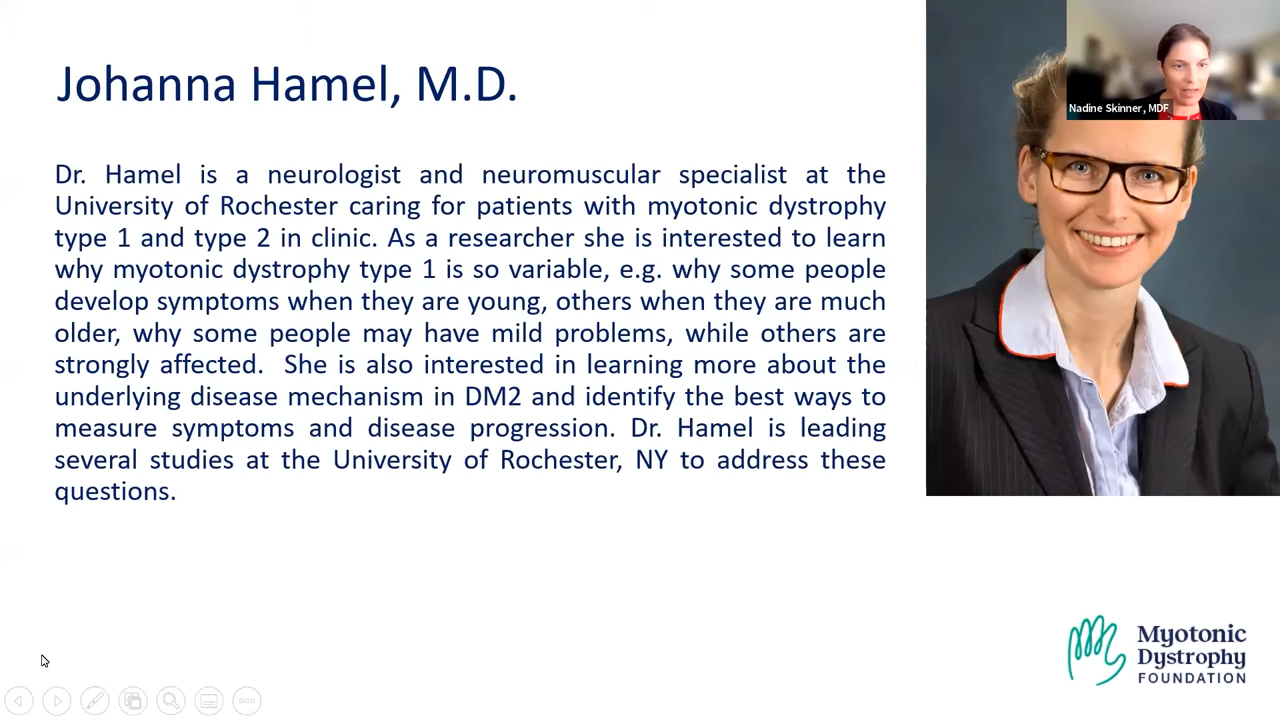 Johanna Hamel, M.D.
Nadine Skinner, MDF
Dr. Hamel is a neurologist and neuromuscular specialist at the
University of Rochester caring for patients with myotonic dystrophy
type 1 and type 2 in clinic. As a researcher she is interested to learn
why myotonic dystrophy type 1 is so variable, e.g. why some people
develop symptoms when they are young, others when they are much
older, why some people may have mild problems, while others are
strongly affected.  She is also interested in learning more about the
underlying disease mechanism in DM2 and identify the best ways to
measure symptoms and disease progression. Dr. Hamel is leading
several studies at the University of Rochester, NY to address these
questions.
Myotonic
Dystrophy
FOUNDATION